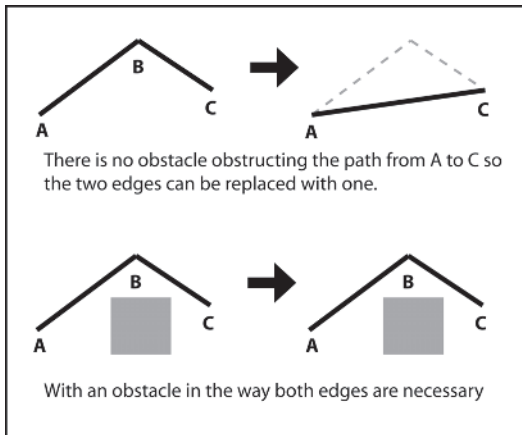 B
C
A
C
A
There is no obstacle obstructing the path from A to C so
the two edges can be replaced with one.
B
C
A
B
C
A
With an obstacle in the way both edges are necessary